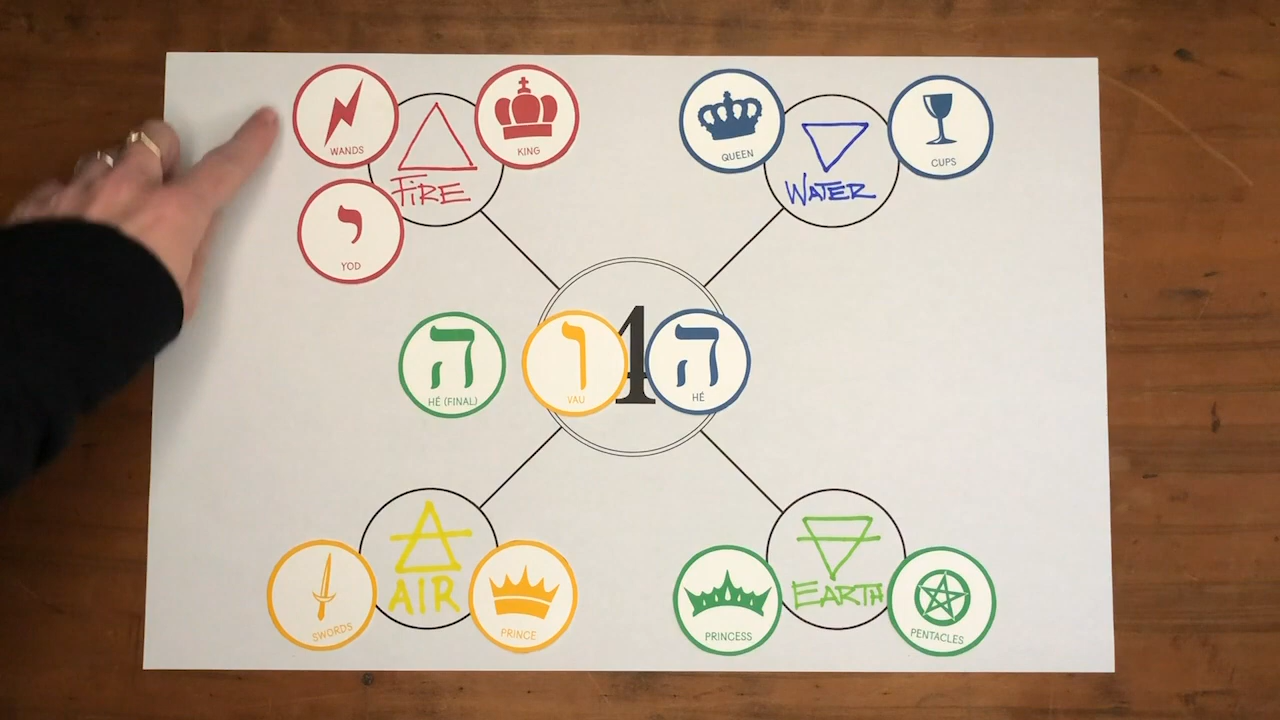 WANDS
KING
FIRE
י
YOD
QUEEN
CUPS
WATER
ה
HÉ (FINAL)
ו
VAU
4
ה
HÉ
SWORDS
AIR
PRINCE
PRINCESS
EARTH
PENTACLES